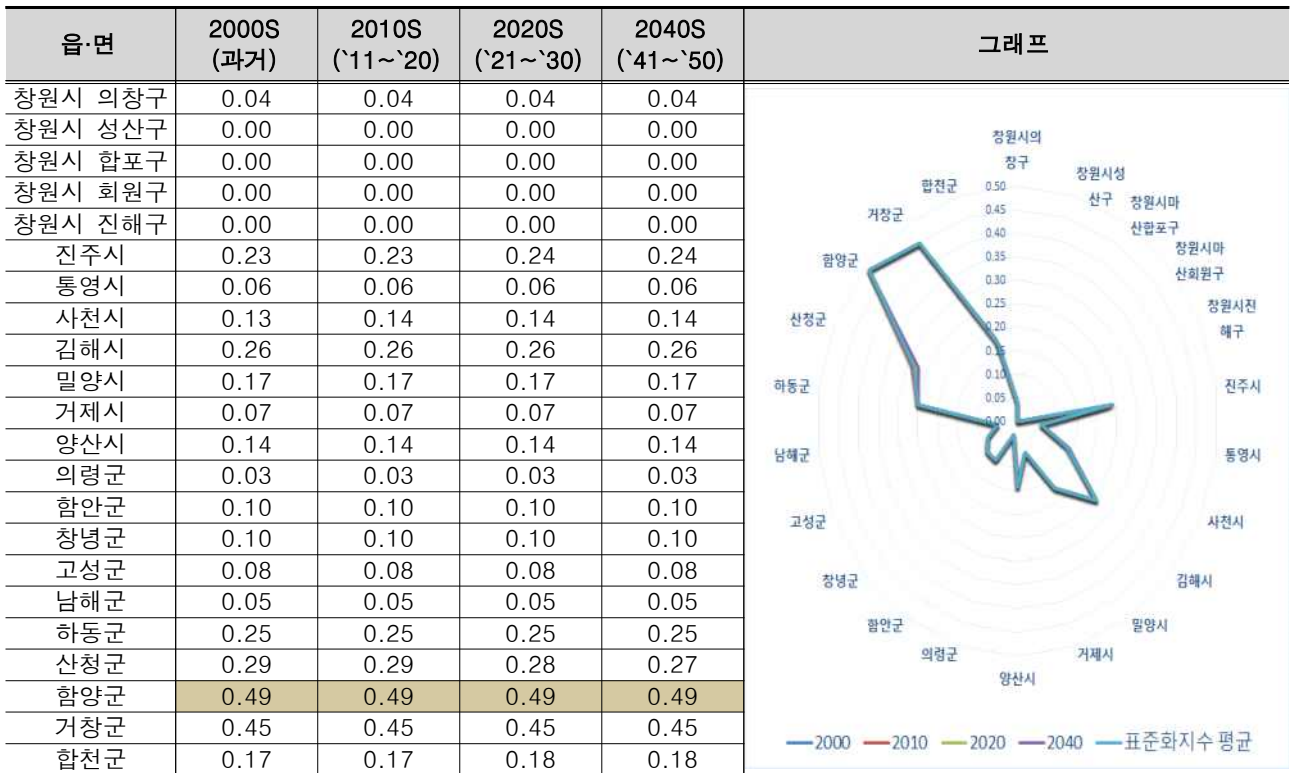 읍·면 2000S (과거) 2010S (`11~`20) 2020S (`21~`30) 2040S (`41~`50) 그래프
창원시 의창구 0.04 0.04 0.04 0.04
창원시 성산구 0.00 0.00 0.00 0.00
창원시 합포구 0.00 0.00 0.00 0.00
창원시 회원구 0.00 0.00 0.00 0.00
창원시 진해구 0.00 0.00 0.00 0.00
진주시 0.23 0.23 0.24 0.24
통영시 0.06 0.06 0.06 0.06
사천시 0.13 0.14 0.14 0.14
김해시 0.26 0.26 0.26 0.26
밀양시 0.17 0.17 0.17 0.17
거제시 0.07 0.07 0.07 0.07
양산시 0.14 0.14 0.14 0.14
의령군 0.03 0.03 0.03 0.03
함안군 0.10 0.10 0.10 0.10
창녕군 0.10 0.10 0.10 0.10
고성군 0.08 0.08 0.08 0.08
남해군 0.05 0.05 0.05 0.05
하동군 0.25 0.25 0.25 0.25
산청군 0.29 0.29 0.28 0.27
함양군 0.49 0.49 0.49 0.49
거창군 0.45 0.45 0.45 0.45
합천군 0.17 0.17 0.18 0.18
창원시의
창구
창원시성
산구
창원시마
산합포구
창원시마
산회원구
창원시진
해구
진주시
통영시
사천시
김해시
밀양시
거제시
양산시
의령군
함안군
창녕군
고성군
남해군
하동군
산청군
함양군
거창군
합천군
0.50
0.45
0.40
0.35
0.30
0.25
0.20
0.15
0.10
0.05
0.00
2000 2010 2020 2040 표준화지수 평균